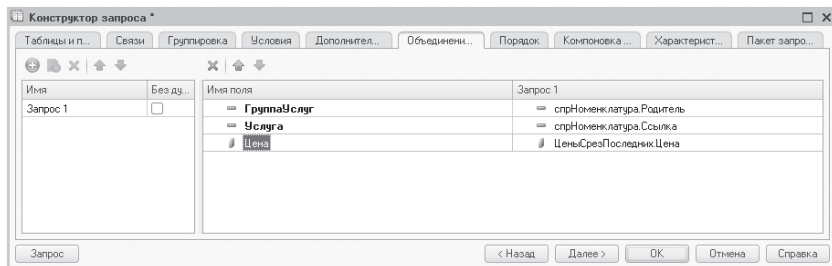 Конструктор запроса *
Таблицы и п... Связи Группировка Условия Дополнител... Объединени... Порядок Компоновка ... Характерист... Пакет запро...
Имя Без ду... Имя поля Запрос 1
Запрос 1 ГруппаУслуг спрНоменклатура.Родитель
Услуга спрНоменклатура.Ссылка
Цена ЦеныСрезПоследних.Цена
Запрос < Назад Далее > OK Отмена Справка